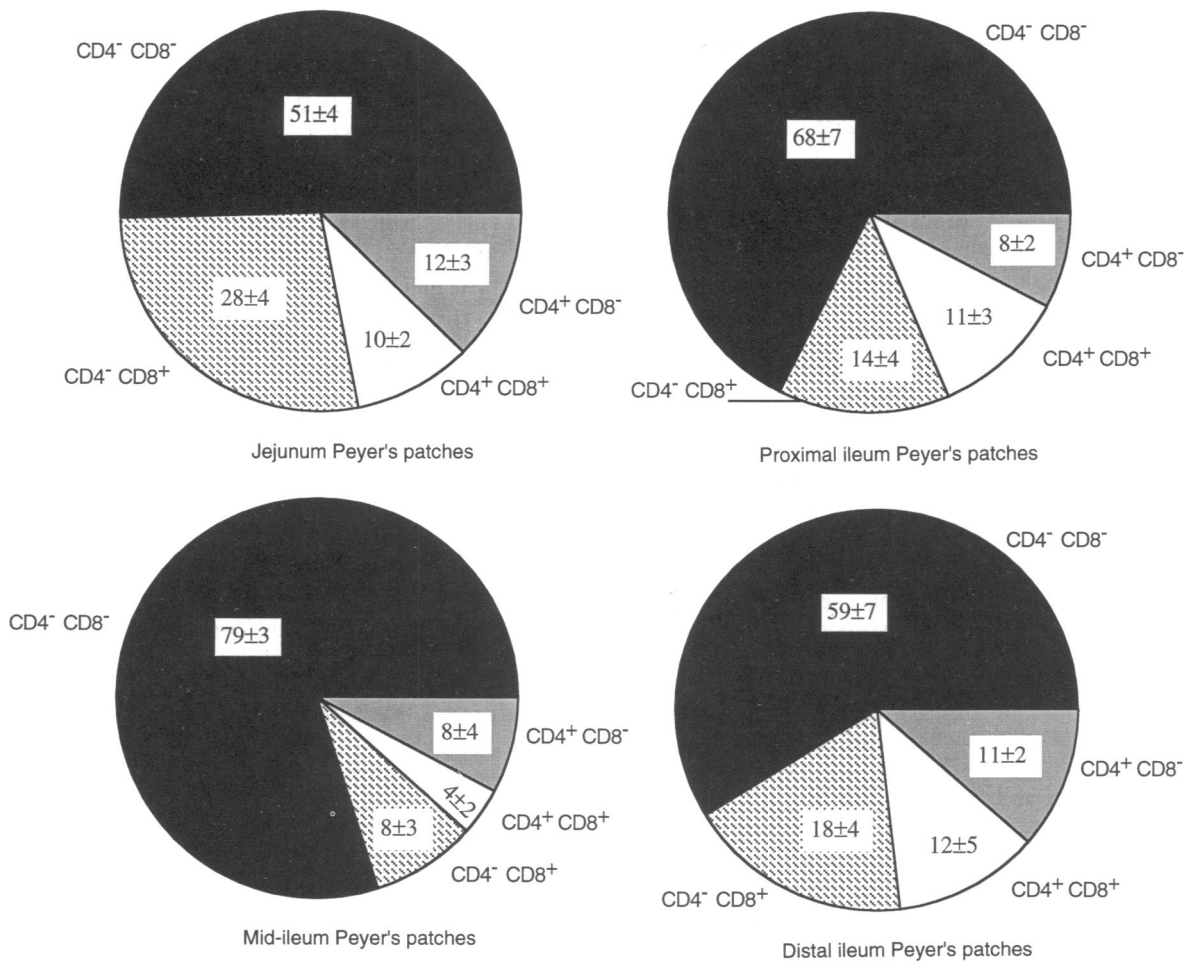 CD4⁻ CD8⁻
51±4
12±3
28±4
10±2
CD4⁺ CD8⁻
CD4⁻ CD8⁺
CD4⁺ CD8⁺
Jejunum Peyer's patches
CD4⁻ CD8⁻
68±7
8±2
CD4⁺ CD8⁻
11±3
14±4
CD4⁺ CD8⁺
CD4⁻ CD8⁺
Proximal ileum Peyer's patches
CD4⁻ CD8⁻
79±3
8±4
CD4⁺ CD8⁻
4±2
CD4⁺ CD8⁺
8±3
CD4⁻ CD8⁺
Mid-ileum Peyer's patches
CD4⁻ CD8⁻
59±7
11±2
CD4⁺ CD8⁻
18±4
12±5
CD4⁻ CD8⁺
CD4⁺ CD8⁺
Distal ileum Peyer's patches